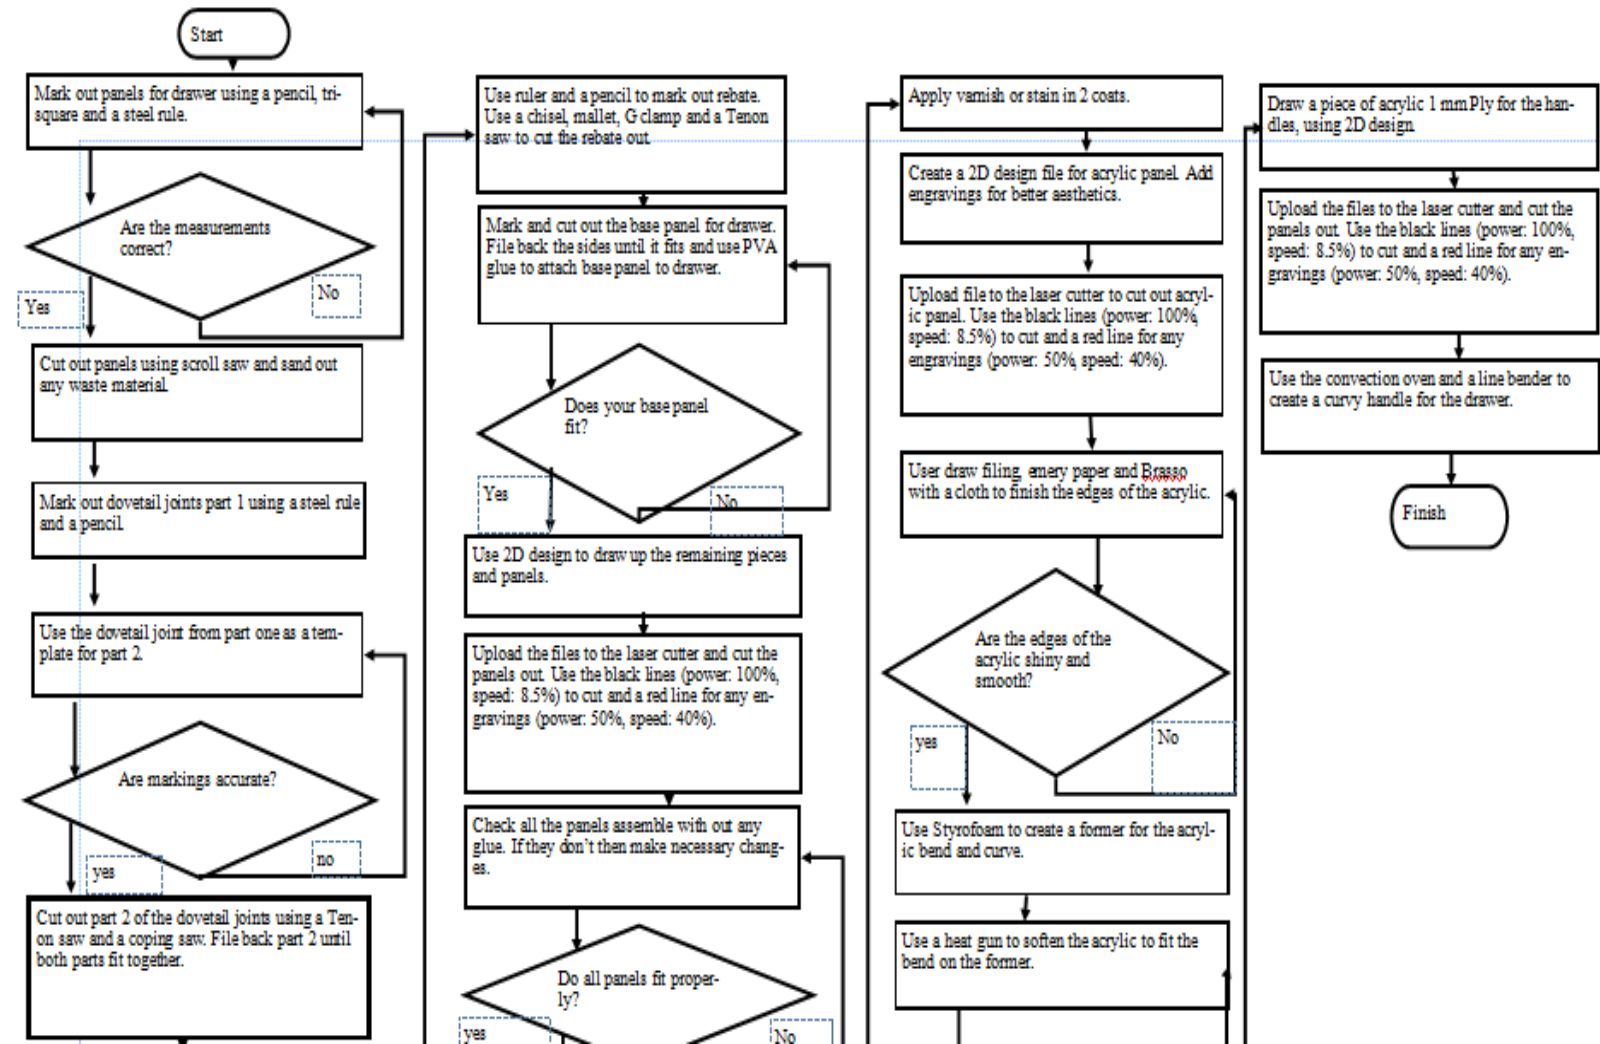 Start
Mark out panels for drawer using a pencil, tri-
square and a steel rule.
Are the measurements
correct?
Yes
No
Cut out panels using scroll saw and sand out
any waste material.
Mark out dovetail joints part 1 using a steel rule
and a pencil.
Use the dovetail joint from part one as a tem-
plate for part 2.
Are markings accurate?
yes
no
Cut out part 2 of the dovetail joints using a Ten-
on saw and a coping saw. File back part 2 until
both parts fit together.
Use ruler and a pencil to mark out rebate.
Use a chisel, mallet, G clamp and a Tenon
saw to cut the rebate out.
Mark and cut out the base panel for drawer.
File back the sides until it fits and use PVA
glue to attach base panel to drawer.
Does your base panel
fit?
Yes
No
Use 2D design to draw up the remaining pieces
and panels.
Upload the files to the laser cutter and cut the
panels out. Use the black lines (power: 100%,
speed: 8.5%) to cut and a red line for any en-
gravings (power: 50%, speed: 40%).
Check all the panels assemble with out any
glue. If they don't then make necessary chang-
es.
Do all panels fit proper-
ly?
yes
No
Apply varnish or stain in 2 coats.
Create a 2D design file for acrylic panel. Add
engravings for better aesthetics.
Upload file to the laser cutter to cut out acryl-
ic panel. Use the black lines (power: 100%,
speed: 8.5%) to cut and a red line for any
engravings (power: 50%, speed: 40%).
User draw filing, emery paper and Brasso
with a cloth to finish the edges of the acrylic.
Are the edges of the
acrylic shiny and
smooth?
yes
No
Use Styrofoam to create a former for the acryl-
ic bend and curve.
Use a heat gun to soften the acrylic to fit the
bend on the former.
Draw a piece of acrylic 1 mm Ply for the han-
dles, using 2D design.
Upload the files to the laser cutter and cut the
panels out. Use the black lines (power: 100%,
speed: 8.5%) to cut and a red line for any en-
gravings (power: 50%, speed: 40%).
Use the convection oven and a line bender to
create a curvy handle for the drawer.
Finish